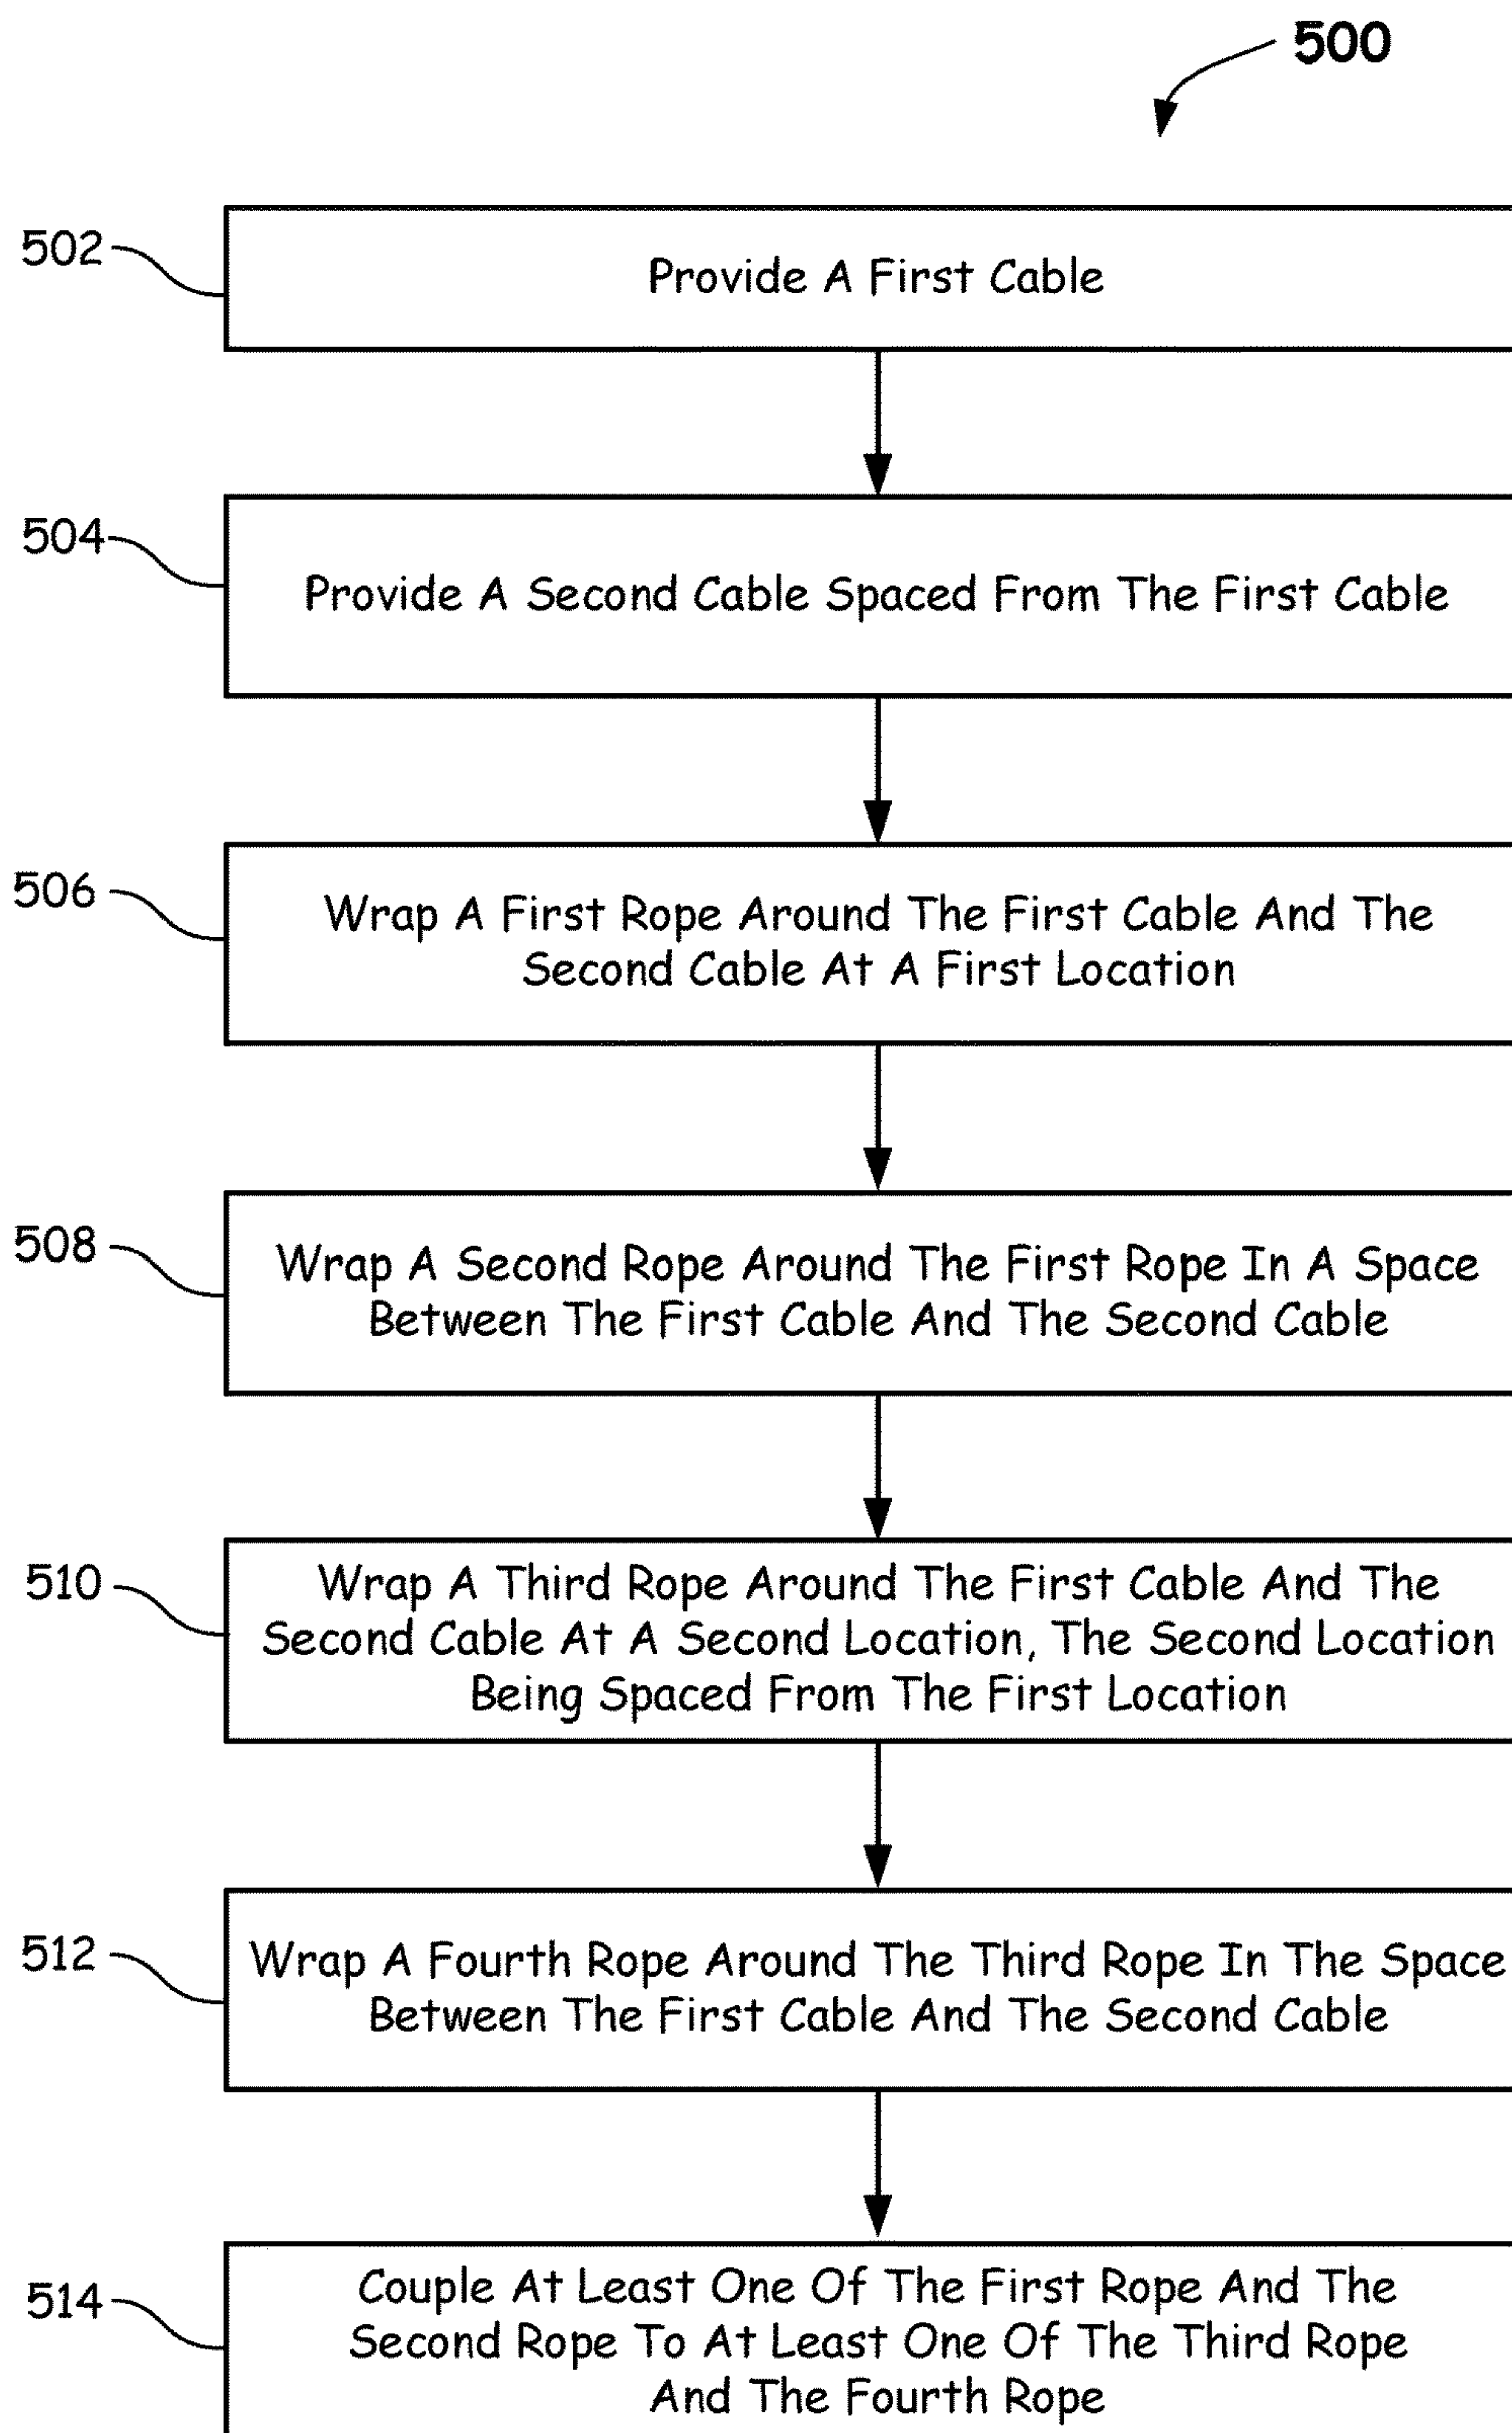 500
502
Provide A First Cable
504
Provide A Second Cable Spaced From The First Cable
506
Wrap A First Rope Around The First Cable And The
Second Cable At A First Location
508
Wrap A Second Rope Around The First Rope In A Space
Between The First Cable And The Second Cable
510
Wrap A Third Rope Around The First Cable And The
Second Cable At A Second Location, The Second Location
Being Spaced From The First Location
512
Wrap A Fourth Rope Around The Third Rope In The Space
Between The First Cable And The Second Cable
514
Couple At Least One Of The First Rope And The
Second Rope To At Least One Of The Third Rope
And The Fourth Rope